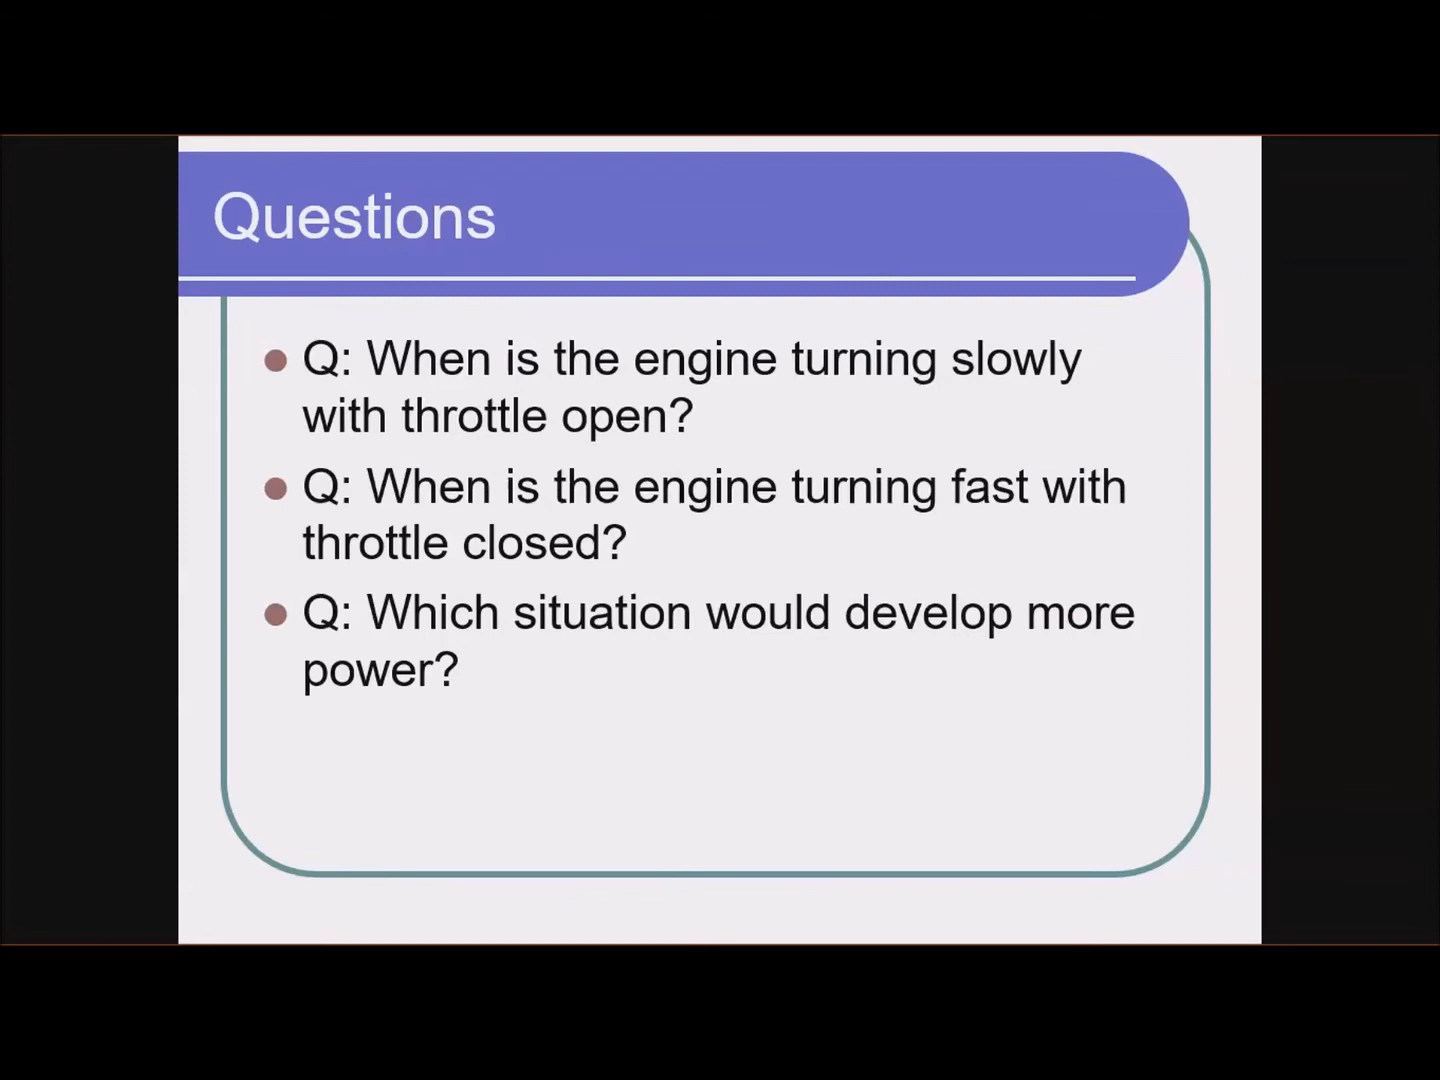 Questions
Q: When is the engine turning slowly
with throttle open?
Q: When is the engine turning fast with
throttle closed?
Q: Which situation would develop more
power?